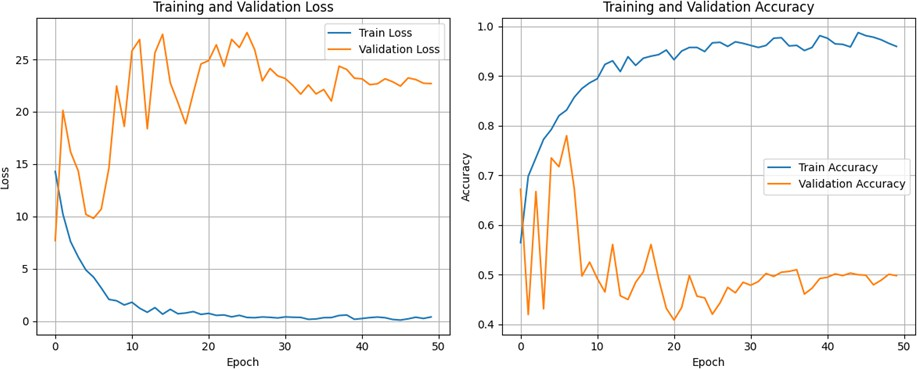 Training and Validation Loss
Train Loss
Validation Loss
Loss
25
20
15
10
5
0
0 10 20 30 40 50
Epoch
Training and Validation Accuracy
Train Accuracy
Validation Accuracy
Accuracy
1.0
0.9
0.8
0.7
0.6
0.5
0.4
0 10 20 30 40 50
Epoch